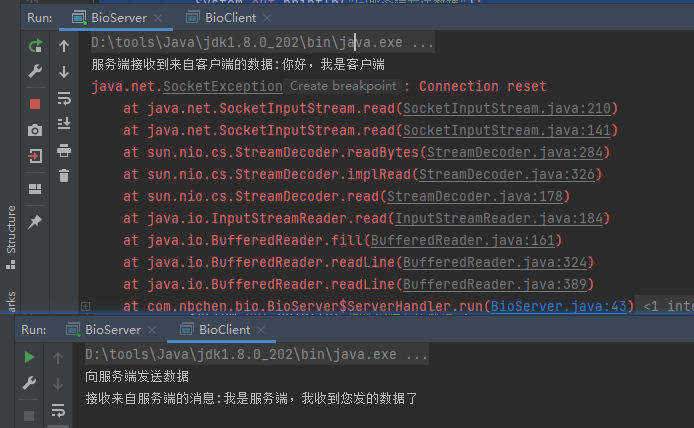 Run: BioServer × BioClient ×
D:\tools\Java\jdk1.8.0_202\bin\java.exe ...
服务端接收到来自客户端的数据:你好，我是客户端
java.net.SocketException Create breakpoint : Connection reset
at java.net.SocketInputStream.read(SocketInputStream.java:210)
at java.net.SocketInputStream.read(SocketInputStream.java:141)
at sun.nio.cs.StreamDecoder.readBytes(StreamDecoder.java:284)
at sun.nio.cs.StreamDecoder.implRead(StreamDecoder.java:326)
at sun.nio.cs.StreamDecoder.read(StreamDecoder.java:178)
at java.io.InputStreamReader.read(InputStreamReader.java:184)
at java.io.BufferedReader.fill(BufferedReader.java:161)
at java.io.BufferedReader.readLine(BufferedReader.java:324)
at java.io.BufferedReader.readLine(BufferedReader.java:389)
at com.nbchen.bio.BioServer$ServerHandler.run(BioServer.java:43) <1 inte
Structure
arks
Run: BioServer × BioClient ×
D:\tools\Java\jdk1.8.0_202\bin\java.exe ...
向服务端发送数据
接收来自服务端的消息:我是服务端，我收到您发的数据了